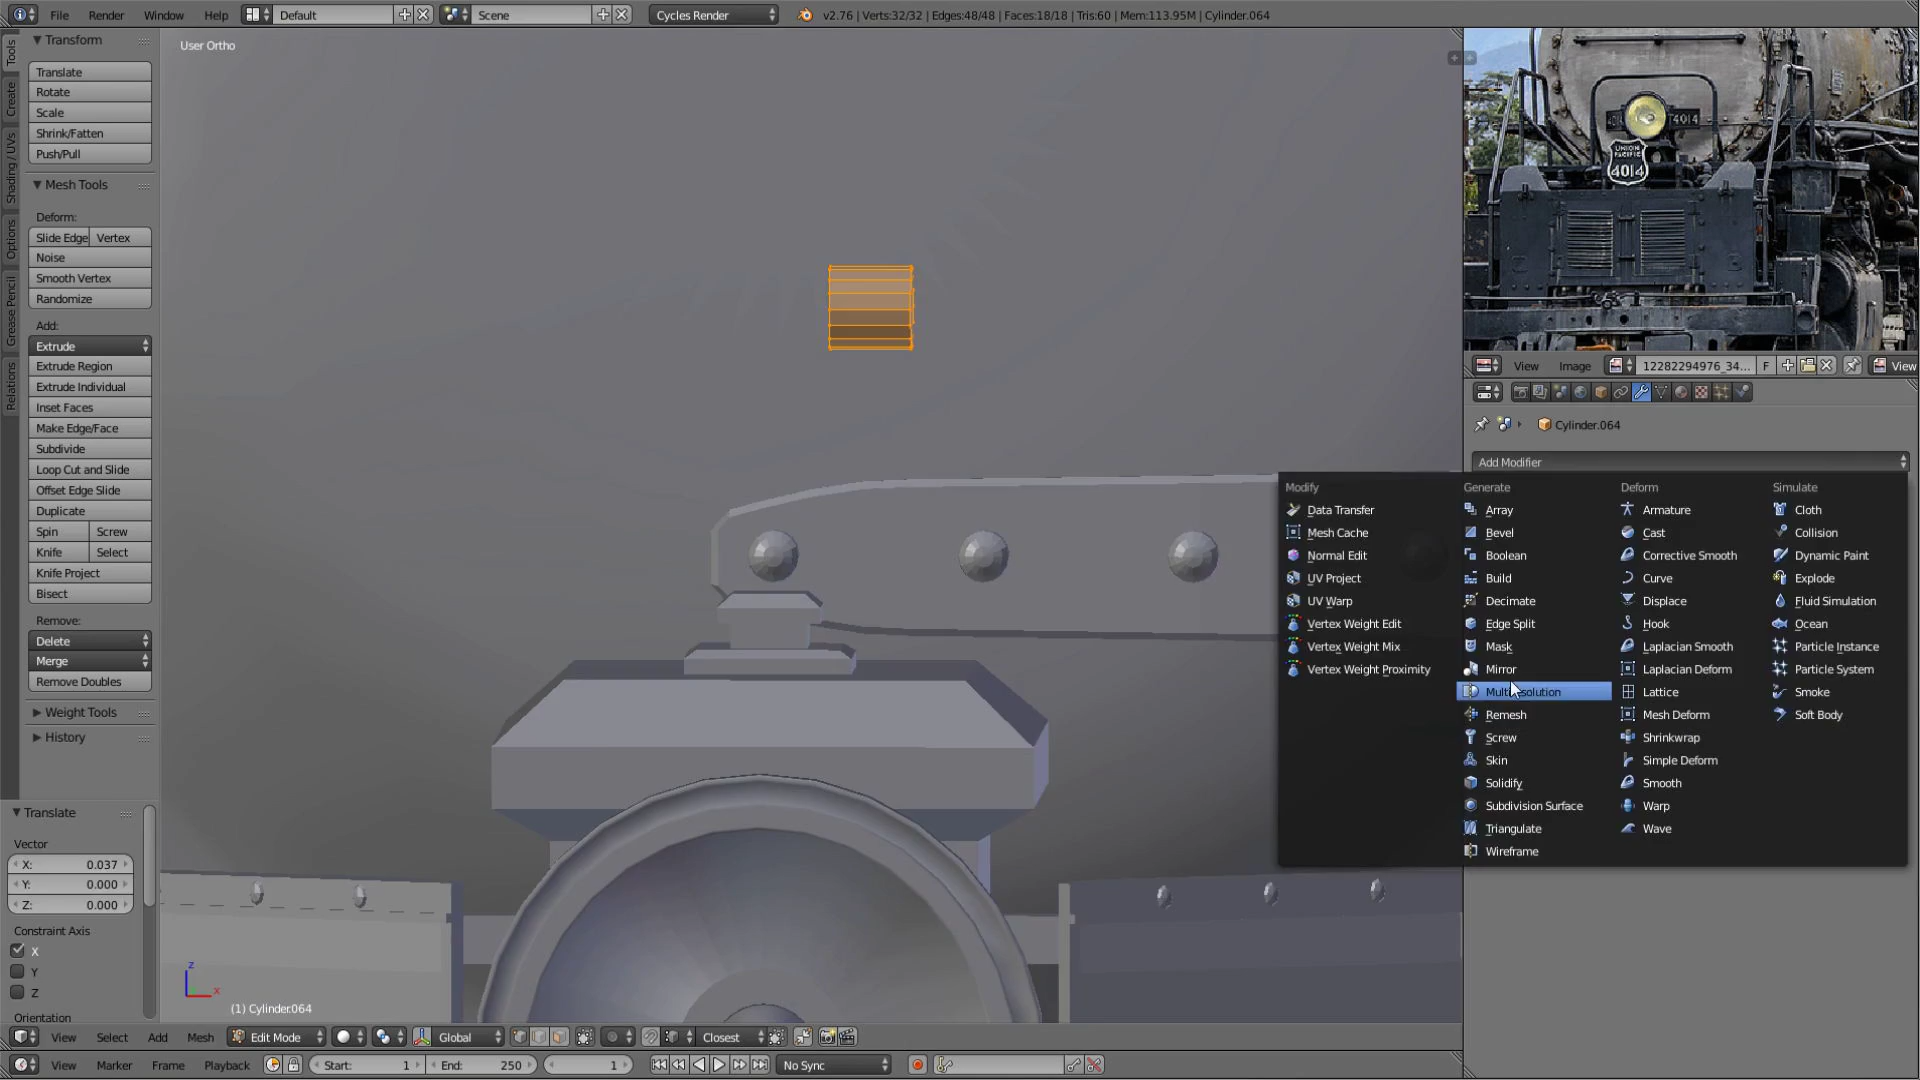 File Render Window Help Default Scene Cycles Render v2.76 | Verts:32/32 | Edges:48/48 | Faces:18/18 | Tris:60 | Mem:113.95M | Cylinder.064
User Ortho
Tools
Create
Shading / UVs
Options
Grease Pencil
Relations
Transform
Translate
Rotate
Scale
Shrink/Fatten
Push/Pull
Mesh Tools
Deform:
Slide Edge Vertex
Noise
Smooth Vertex
Randomize
Add:
Extrude
Extrude Region
Extrude Individual
Inset Faces
Make Edge/Face
Subdivide
Loop Cut and Slide
Offset Edge Slide
Duplicate
Spin Screw
Knife Select
Knife Project
Bisect
Remove:
Delete
Merge
Remove Doubles
Weight Tools
History
Translate
Vector
X: 0.037
Y: 0.000
Z: 0.000
Constraint Axis
X
Y
Z
Orientation
z
x
(1) Cylinder.064
4014
UNION
PACIFIC
4014
View Image 12282294976_34... F View
Cylinder.064
Add Modifier
Modify
Data Transfer
Mesh Cache
Normal Edit
UV Project
UV Warp
Vertex Weight Edit
Vertex Weight Mix
Vertex Weight Proximity
Generate
Array
Bevel
Boolean
Build
Decimate
Edge Split
Mask
Mirror
Multiresolution
Remesh
Screw
Skin
Solidify
Subdivision Surface
Triangulate
Wireframe
Deform
Armature
Cast
Corrective Smooth
Curve
Displace
Hook
Laplacian Smooth
Laplacian Deform
Lattice
Mesh Deform
Shrinkwrap
Simple Deform
Smooth
Warp
Wave
Simulate
Cloth
Collision
Dynamic Paint
Explode
Fluid Simulation
Ocean
Particle Instance
Particle System
Smoke
Soft Body
View Select Add Mesh Edit Mode Global Closest
View Marker Frame Playback Start: 1 End: 250 1 No Sync